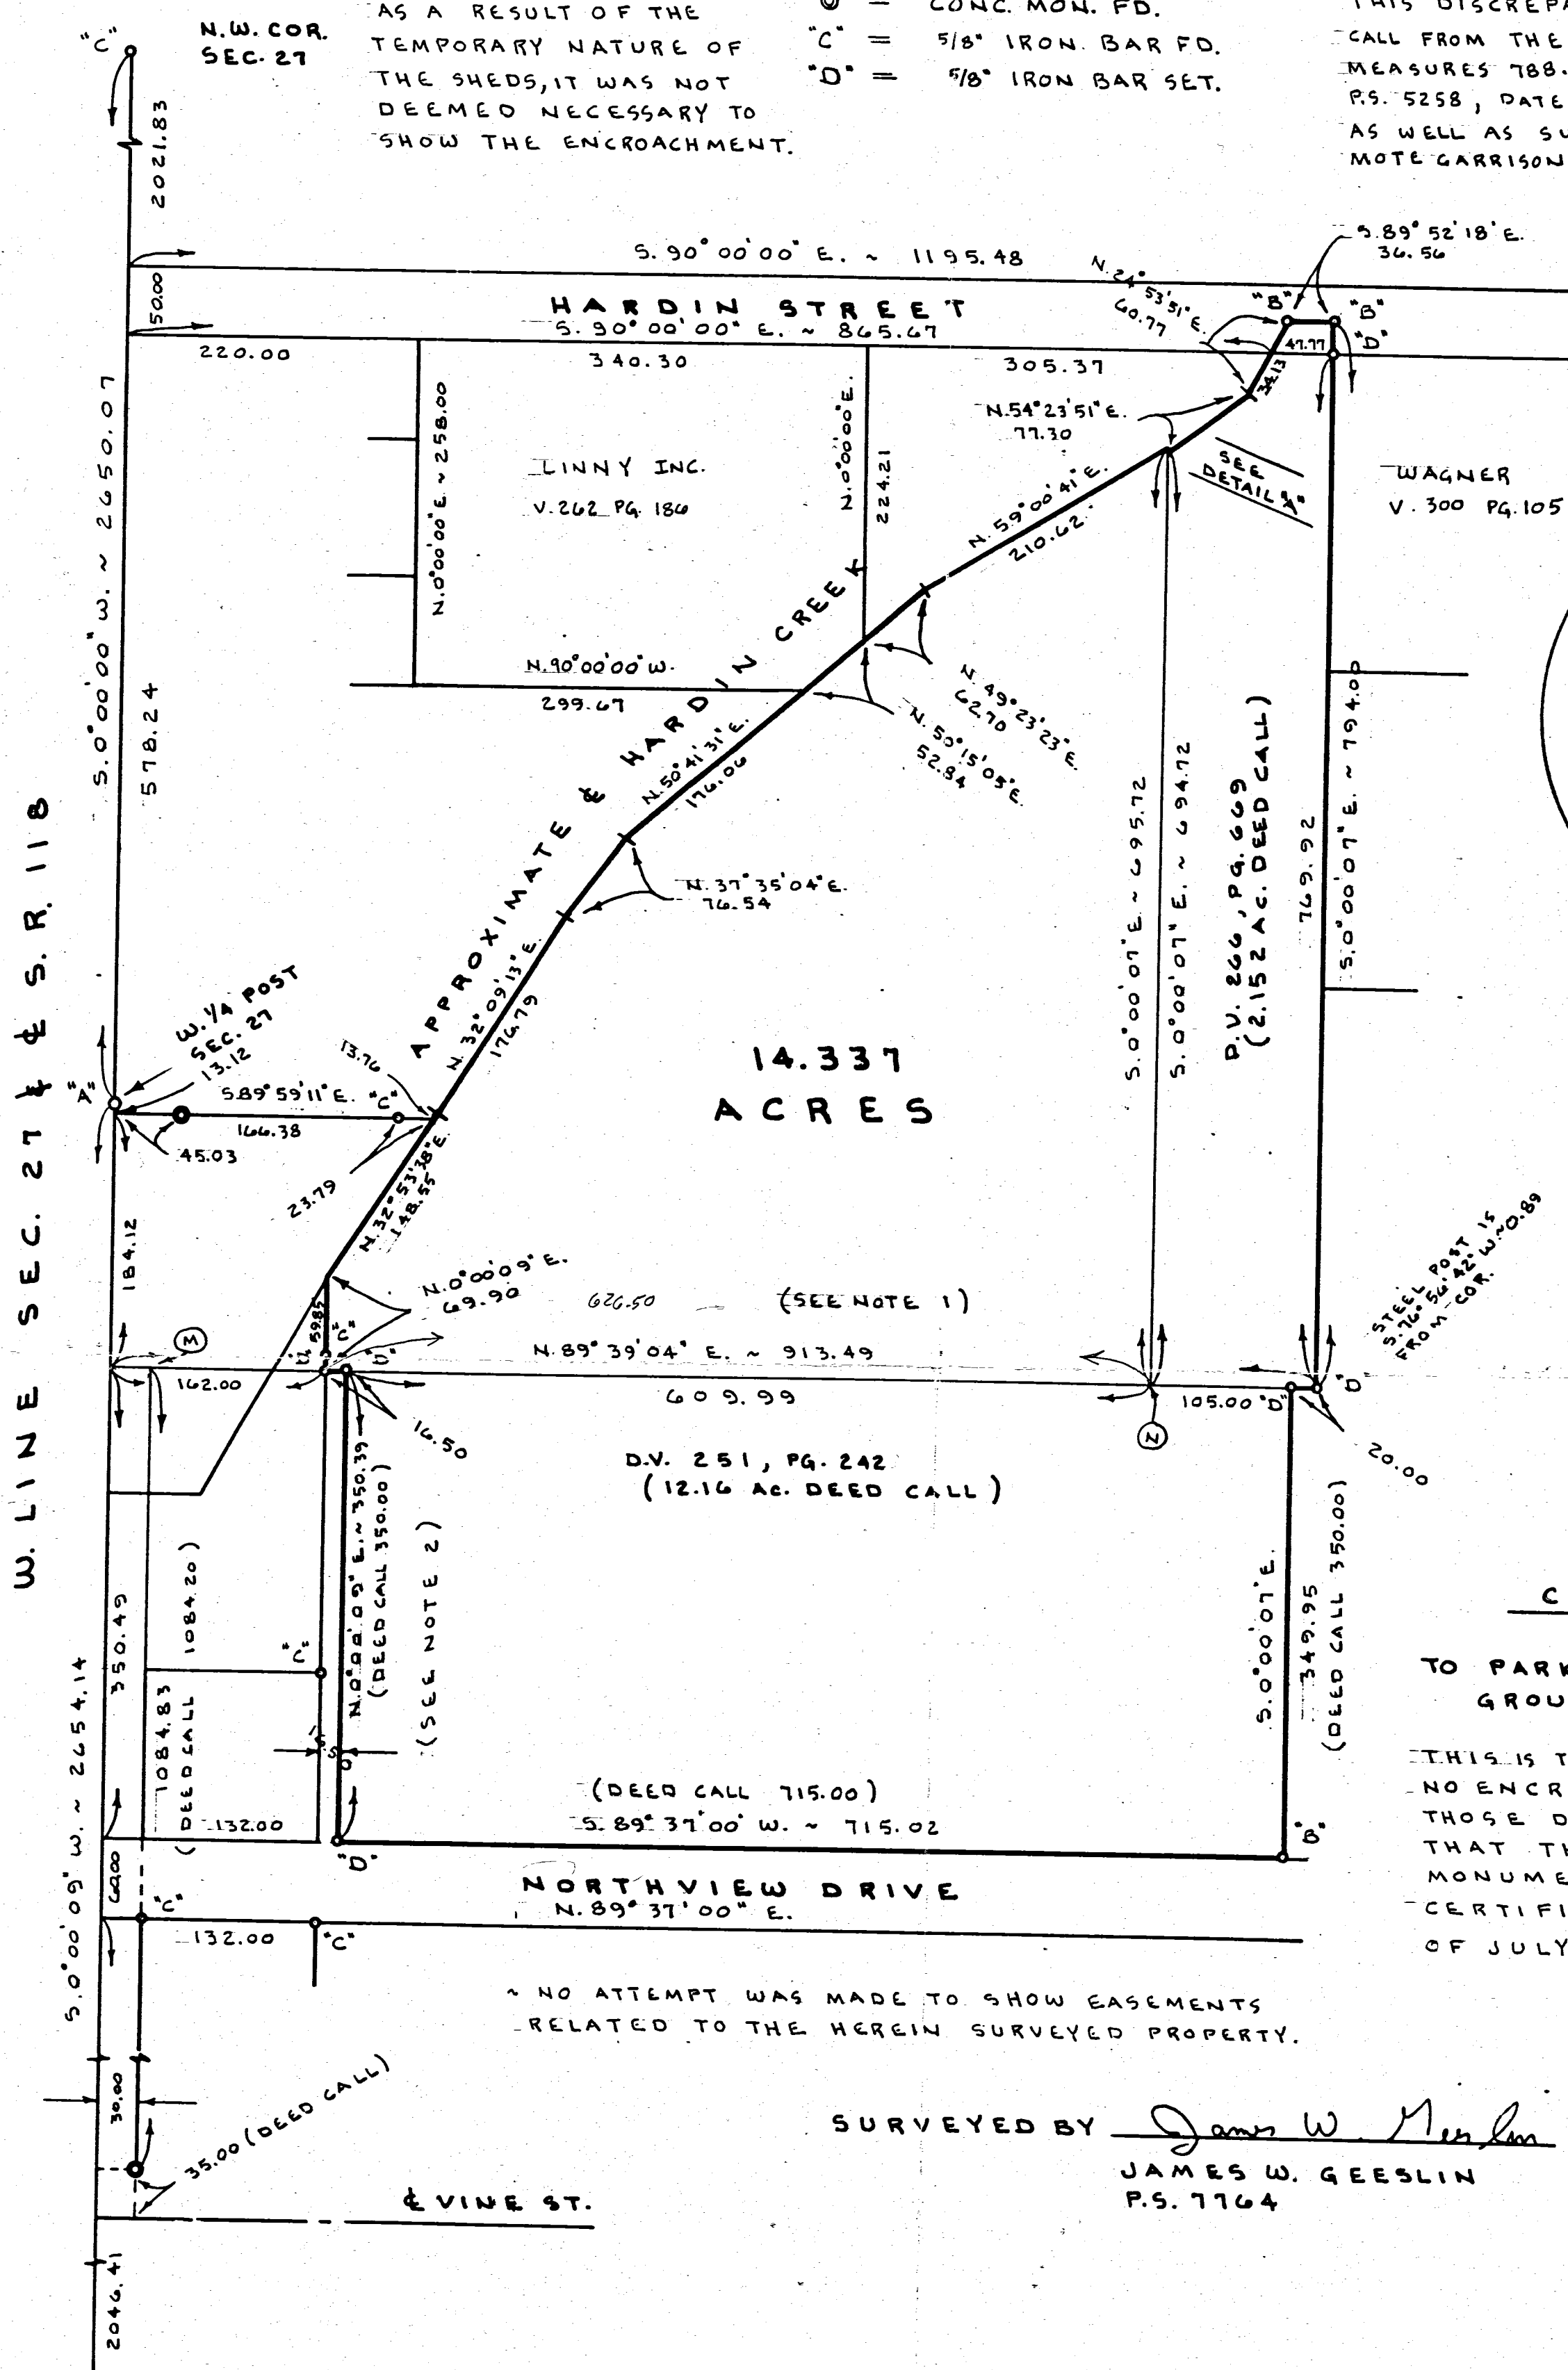 "C"
N.W. COR.
SEC. 27
2021.83
AS A RESULT OF THE
TEMPORARY NATURE OF
THE SHEDS, IT WAS NOT
DEEMED NECESSARY TO
SHOW THE ENCROACHMENT.
= CONC. MON. FD.
"C" = 5/8" IRON. BAR FD.
"D" = 5/8" IRON BAR SET.
THIS DISCREPA
CALL FROM THE
MEASURES 788.
P.S. 5258, DATE
AS WELL AS SU
MOTE GARRISON
S. 90° 00' 00" E. ~ 1195.48
S. 89° 52' 18" E.
36.56
50.00
HARDIN STREET
S. 90° 00' 00" E. ~ 865.67
N. 24° 53' 51" E.
60.77
"B"
"B"
"D"
47.77
34.13
220.00
340.30
305.37
N. 54° 23' 51" E.
77.30
S. 0° 00' 00" W. ~ 2650.07
578.24
N. 0° 00' 00" E. ~ 258.00
LINNY INC.
V. 262 PG. 186
N. 0° 00' 00" E.
224.21
N. 59° 00' 41" E.
210.62
SEE
DETAIL "A"
WAGNER
V. 300 PG. 105
N. 90° 00' 00" W.
299.67
N. 49° 23' 23" E.
62.70
N. 50° 15' 05" E.
52.84
APPROXIMATE ℄ HARDIN CREEK
N. 50° 41' 31" E.
176.06
N. 37° 35' 04" E.
76.54
N. 32° 09' 13" E.
176.79
S. 0° 00' 07" E. ~ 695.72
S. 0° 00' 07" E. ~ 694.72
D.V. 266, PG. 669
(2.152 AC. DEED CALL)
769.92
S. 0° 00' 07" E. ~ 794.00
W. LINE SEC. 27 & ℄ S.R. 118
W. 1/4 POST
SEC. 27
13.12
"A"
S. 89° 59' 11" E.
"C"
13.76
166.38
45.03
23.79
14.337
ACRES
N. 32° 53' 38" E.
148.55
184.12
N. 0° 00' 09" E.
69.90
59.85
626.50
(SEE NOTE 1)
STEEL POST IS
S. 76° 56' 42" W. ~ 0.89
FROM COR.
M
"C"
"D"
"D"
N. 89° 39' 04" E. ~ 913.49
162.00
609.99
105.00
"D"
"D"
N
16.50
20.00
D.V. 251, PG. 242
(12.16 AC. DEED CALL)
N. 0° 00' 09" E. ~ 350.39
(DEED CALL 350.00)
(SEE NOTE 2)
350.49
1084.83
(DEED CALL 1084.20)
"C"
S. 0° 00' 07" E.
349.95
(DEED CALL 350.00)
C
TO PARK
GROU
THIS IS T
NO ENCR
THOSE D
THAT TH
MONUME
CERTIFI
OF JULY
S. 0° 00' 09" W. ~ 2654.14
(DEED CALL 715.00)
S. 89° 37' 00" W. ~ 715.02
132.00
"D"
"B"
60.00
NORTHVIEW DRIVE
N. 89° 37' 00" E.
"C"
132.00
"C"
~ NO ATTEMPT WAS MADE TO SHOW EASEMENTS
RELATED TO THE HEREIN SURVEYED PROPERTY.
30.00
35.00 (DEED CALL)
SURVEYED BY James W.
JAMES W. GEESLIN
P.S. 7764
℄ VINE ST.
2046.41